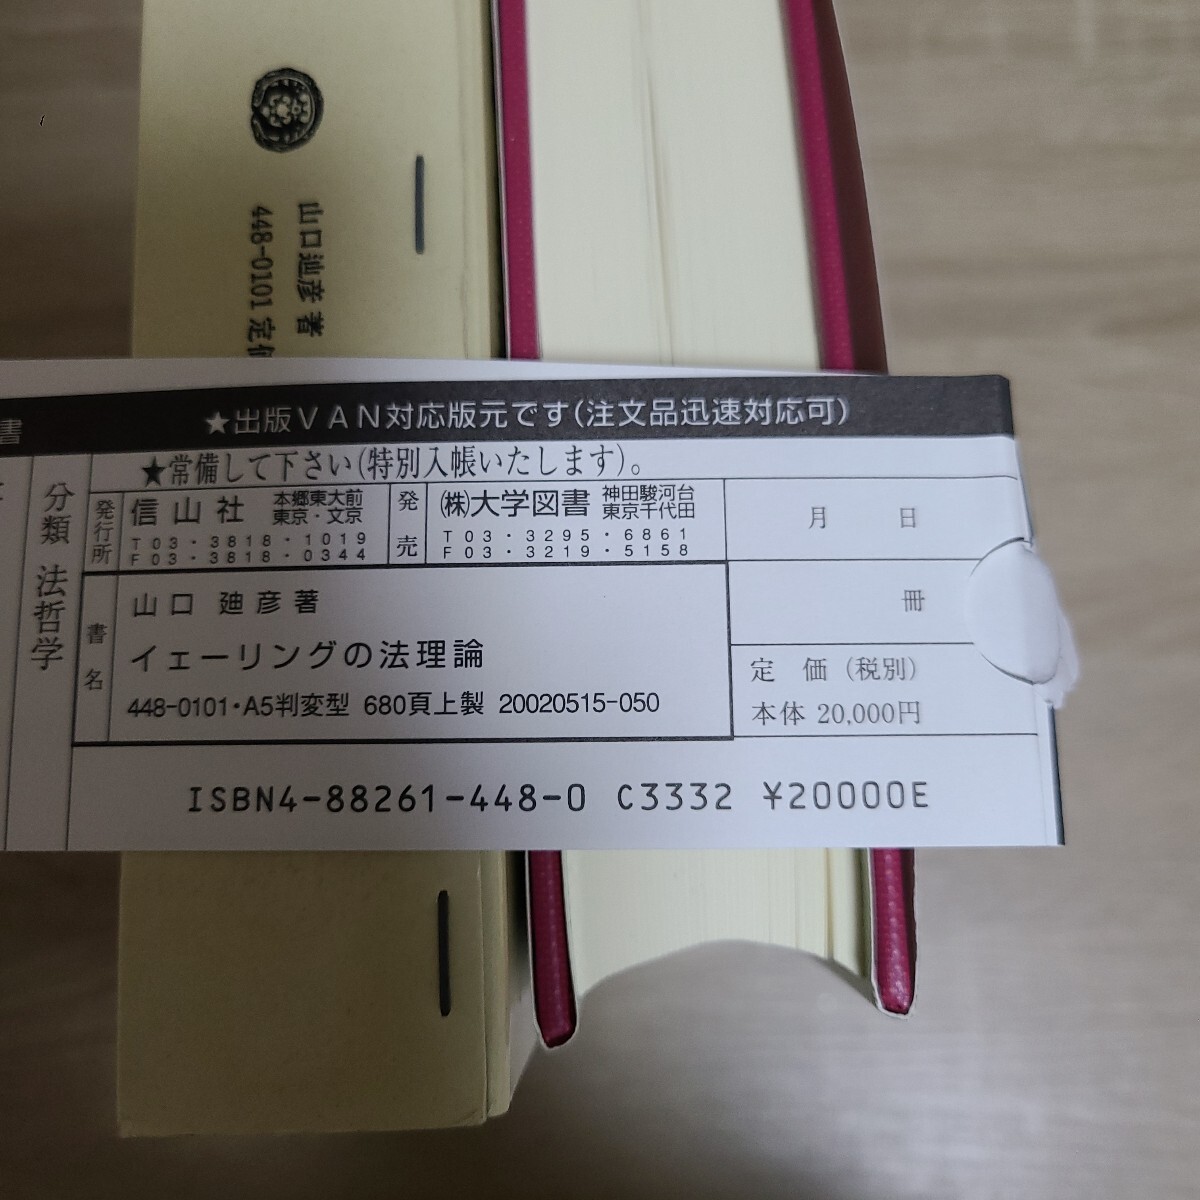 山口廸彦著
448-0101 定価
書
★出版VAN対応版元です(注文品迅速対応可)
★常備して下さい(特別入帳いたします)。
分類 法哲学
発行所
信山社
本郷東大前
東京・文京
T03・3818・1019
F03・3818・0344
発売
(株)大学図書
神田駿河台
東京千代田
T03・3295・6861
F03・3219・5158
月 日
冊
書名
山口 廸彦著
イェーリングの法理論
448-0101・A5判変型 680頁上製 20020515-050
定 価 (税別)
本体 20,000円
ISBN4-88261-448-0 C3332 ¥20000E